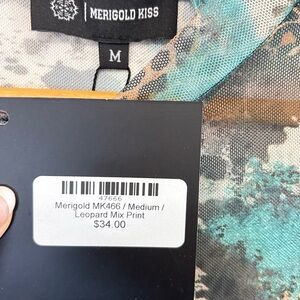 MERIGOLD KISS
M
47666
Merigold MK466 / Medium /
Leopard Mix Print
$34.00